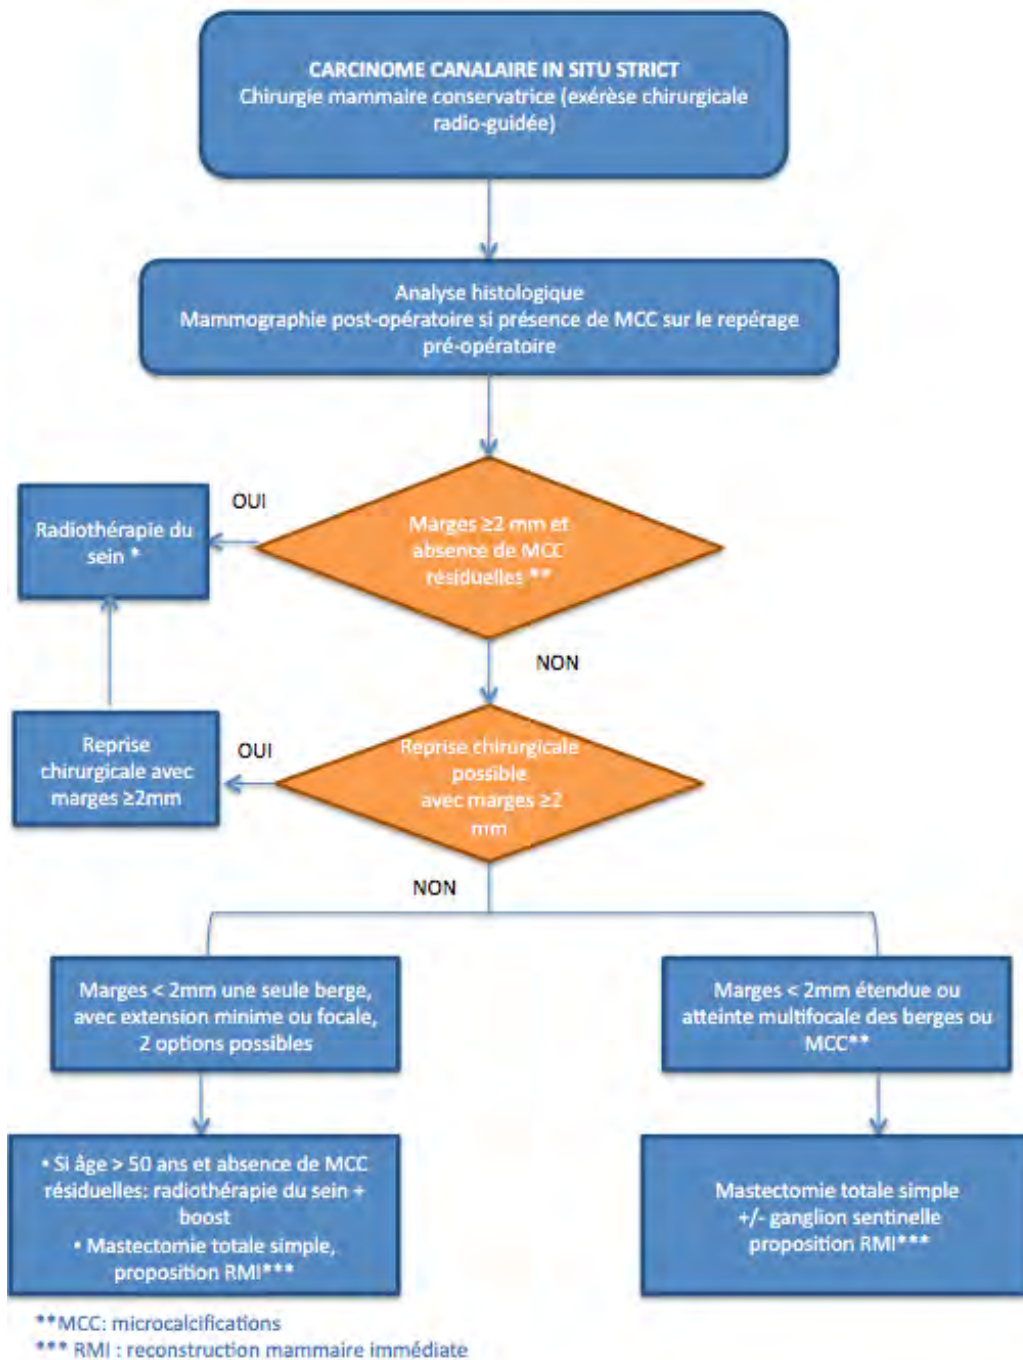 CARCINOME CANALAIRE IN SITU STRICT
Chirurgie mammaire conservatrice (exérèse chirurgicale
radio-guidée)
Analyse histologique
Mammographie post-opératoire si présence de MCC sur le repérage
pré-opératoire
OUI
Radiothérapie du
sein *
Marges ≥2 mm et
absence de MCC
résiduelles **
NON
Reprise
chirurgicale avec
marges ≥2mm
OUI
Reprise chirurgicale
possible
avec marges ≥2
mm
NON
Marges < 2mm une seule berge,
avec extension minime ou focale,
2 options possibles
Marges < 2mm étendue ou
atteinte multifocale des berges ou
MCC**
• Si âge > 50 ans et absence de MCC
résiduelles: radiothérapie du sein +
boost
• Mastectomie totale simple,
proposition RMI***
Mastectomie totale simple
+/- ganglion sentinelle
proposition RMI***
**MCC: microcalcifications
*** RMI : reconstruction mammaire immédiate